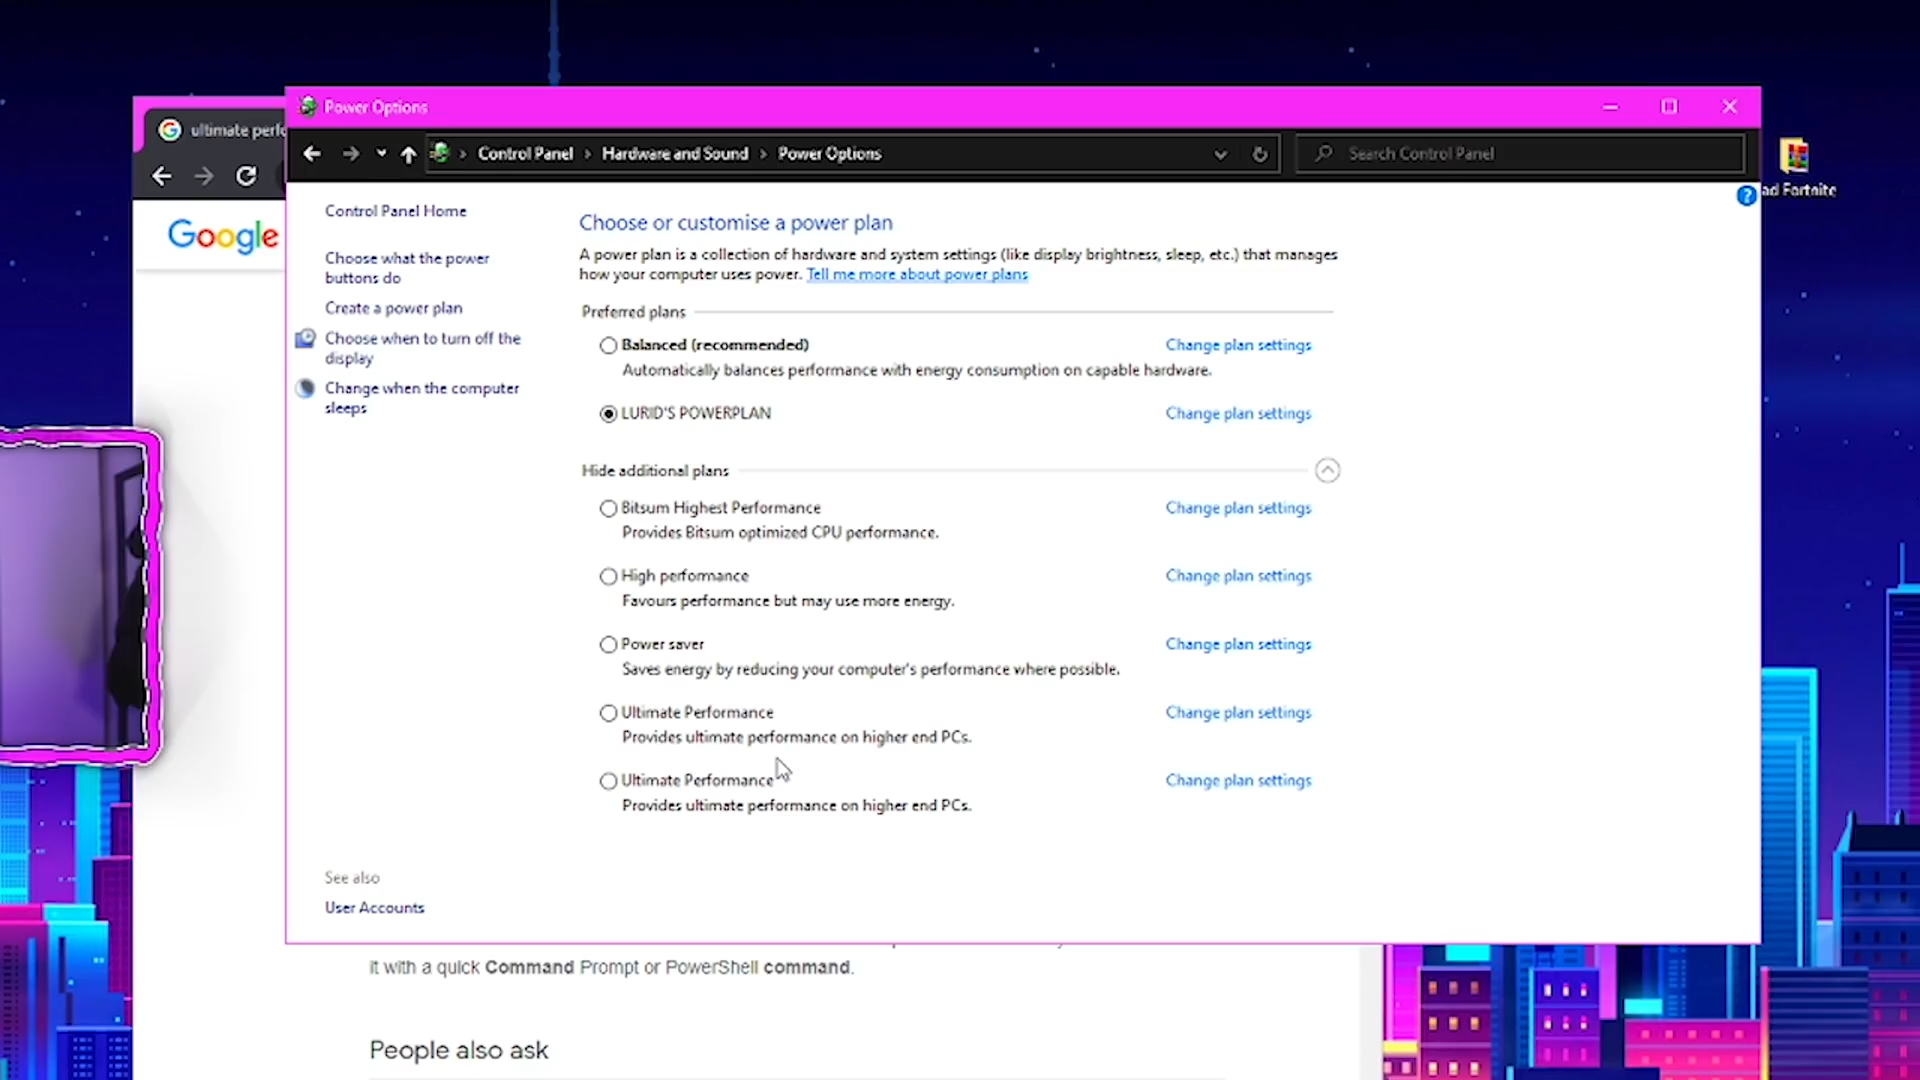 Power Options
ultimate perfo
Control Panel
Hardware and Sound
Power Options
Search Control Panel
ad Fortnite
Google
Control Panel Home
Choose what the power
buttons do
Create a power plan
Choose when to turn off the
display
Change when the computer
sleeps
Choose or customise a power plan
A power plan is a collection of hardware and system settings (like display brightness, sleep, etc.) that manages
how your computer uses power. Tell me more about power plans
Preferred plans
Balanced (recommended) Change plan settings
Automatically balances performance with energy consumption on capable hardware.
LURID'S POWERPLAN Change plan settings
Hide additional plans
Bitsum Highest Performance Change plan settings
Provides Bitsum optimized CPU performance.
High performance Change plan settings
Favours performance but may use more energy.
Power saver Change plan settings
Saves energy by reducing your computer's performance where possible.
Ultimate Performance Change plan settings
Provides ultimate performance on higher end PCs.
Ultimate Performance Change plan settings
Provides ultimate performance on higher end PCs.
See also
User Accounts
it with a quick Command Prompt or PowerShell command.
People also ask